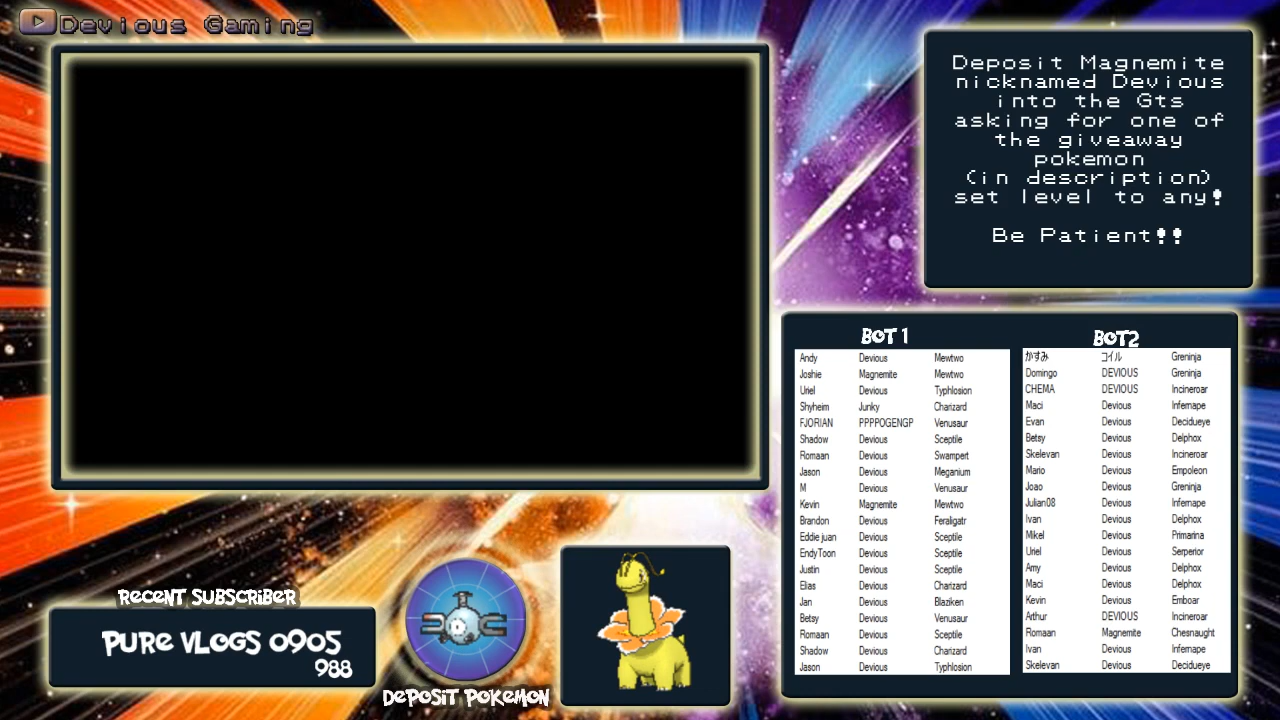 Devious Gaming
Deposit Magnemite
nicknamed Devious
into the Gts
asking for one of
the giveaway
pokemon
(in description)
set level to any!
Be Patient!!
BOT 1
Andy Devious Mewtwo
Joshie Magnemite Mewtwo
Uriel Devious Typhlosion
Shyheim Junky Charizard
FJORIAN PPPPOGENGP Venusaur
Shadow Devious Sceptile
Romaan Devious Swampert
Jason Devious Meganium
M Devious Venusaur
Kevin Magnemite Mewtwo
Brandon Devious Feraligatr
Eddie juan Devious Sceptile
EndyToon Devious Sceptile
Justin Devious Sceptile
Elias Devious Charizard
Jan Devious Blaziken
Betsy Devious Venusaur
Romaan Devious Sceptile
Shadow Devious Charizard
Jason Devious Typhlosion
BOT2
かすみ コイル Greninja
Domingo DEVIOUS Greninja
CHEMA DEVIOUS Incineroar
Maci Devious Infernape
Evan Devious Decidueye
Betsy Devious Delphox
Skelevan Devious Incineroar
Mario Devious Empoleon
Joao Devious Greninja
Julian08 Devious Infernape
Ivan Devious Delphox
Mikel Devious Primarina
Uriel Devious Serperior
Amy Devious Delphox
Maci Devious Delphox
Kevin Devious Emboar
Arthur DEVIOUS Incineroar
Romaan Magnemite Chesnaught
Ivan Devious Infernape
Skelevan Devious Decidueye
RECENT SUBSCRIBER
PURE VLOGS 0905
988
DEPOSIT POKEMON